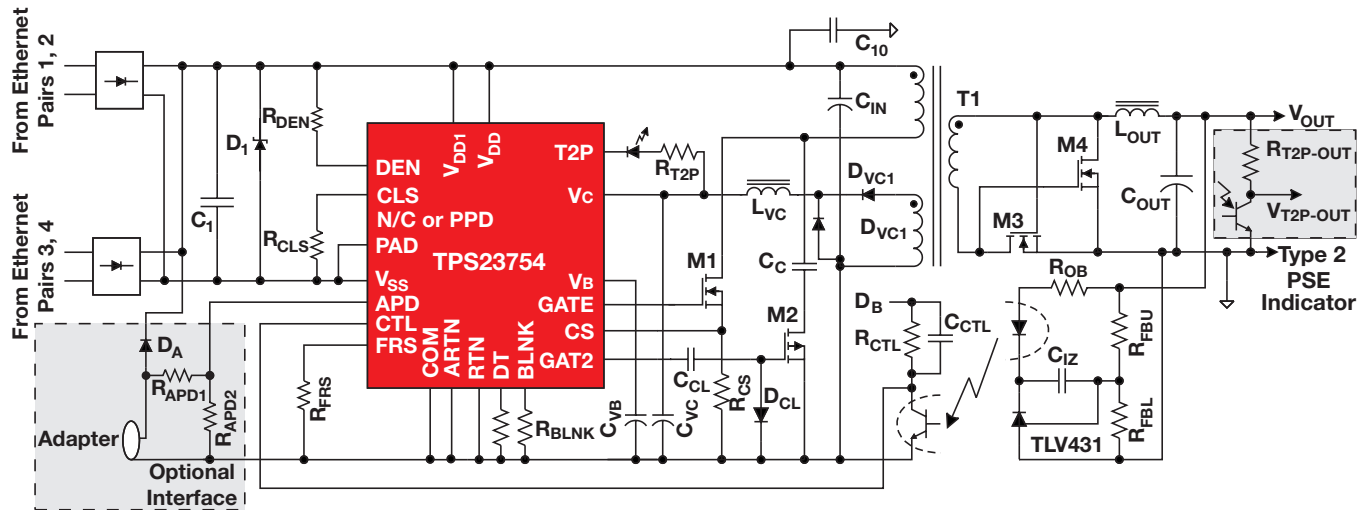 From Ethernet
Pairs 1, 2
From Ethernet
Pairs 3, 4
C10
CIN
T1
RDEN
D1
C1
RCLS
VDD1
VDD
DEN
CLS
N/C or PPD
PAD
TPS23754
VSS
APD
CTL
FRS
T2P
VC
VB
GATE
CS
GAT2
COM
ARTN
RTN
DT
BLNK
RT2P
LVC
DVC1
DVC1
CC
M1
M2
M3
M4
LOUT
COUT
VOUT
RT2P-OUT
VT2P-OUT
Type 2
PSE
Indicator
DB
RCTL
CCTL
ROB
CIZ
RFBU
RFBL
TLV431
CCL
DCL
RCS
CVB
CVC
RBLNK
RFRS
DA
RAPD1
RAPD2
Adapter
Optional
Interface